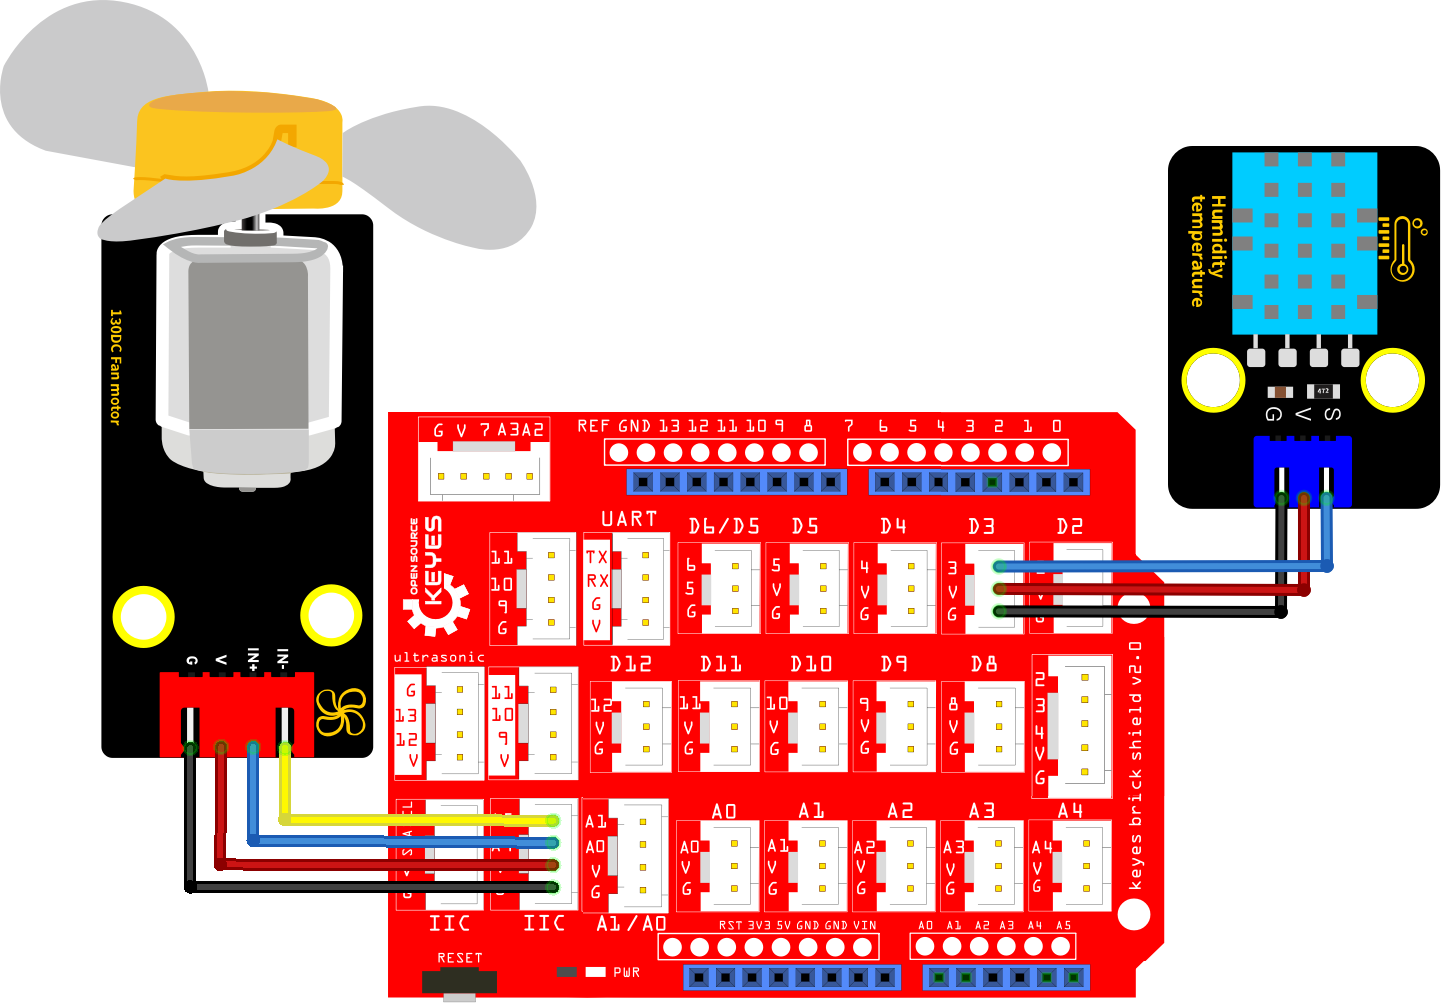 130DC Fan motor
G V IN+ IN-
Humidity
temperature
472
G V S
G V 7 A3 A2
REF GND 13 12 11 10 9 8
7 6 5 4 3 2 1 0
OPEN SOURCE
KEYES
UART
D6/D5
D5
D4
D3
D2
11
10
9
G
TX
RX
G
V
6
5
G
5
V
G
4
V
G
3
V
G
G
ultrasonic
D12
D11
D10
D9
D8
G
13
12
V
11
10
9
V
12
V
G
11
V
G
10
V
G
9
V
G
8
V
G
2
3
4
V
G
keyes brick shield v2.0
A0
A1
A2
A3
A4
A1
A0
V
G
A0
V
G
A1
V
G
A2
V
G
A3
V
G
A4
V
G
IIC
IIC
A1/A0
RST 3V3 5V GND GND VIN
A0 A1 A2 A3 A4 A5
RESET
PWR